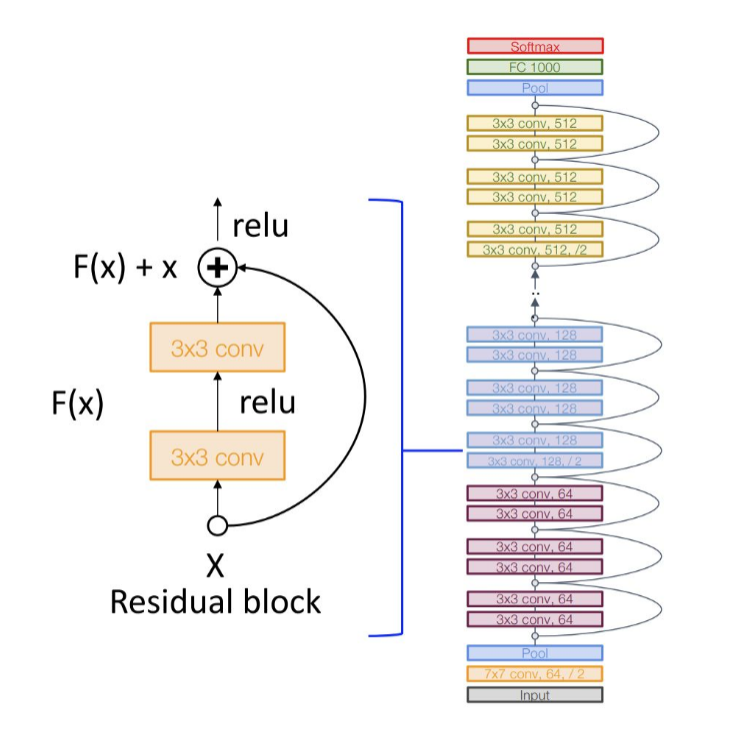 relu
F(x) + x
3x3 conv
F(x)
relu
3x3 conv
X
Residual block
Softmax
FC 1000
Pool
3x3 conv, 512
3x3 conv, 512
3x3 conv, 512
3x3 conv, 512
3x3 conv, 512
3x3 conv, 512, /2
..
3x3 conv, 128
3x3 conv, 128
3x3 conv, 128
3x3 conv, 128
3x3 conv, 128
3x3 conv, 128, / 2
3x3 conv, 64
3x3 conv, 64
3x3 conv, 64
3x3 conv, 64
3x3 conv, 64
3x3 conv, 64
Pool
7x7 conv, 64, / 2
Input